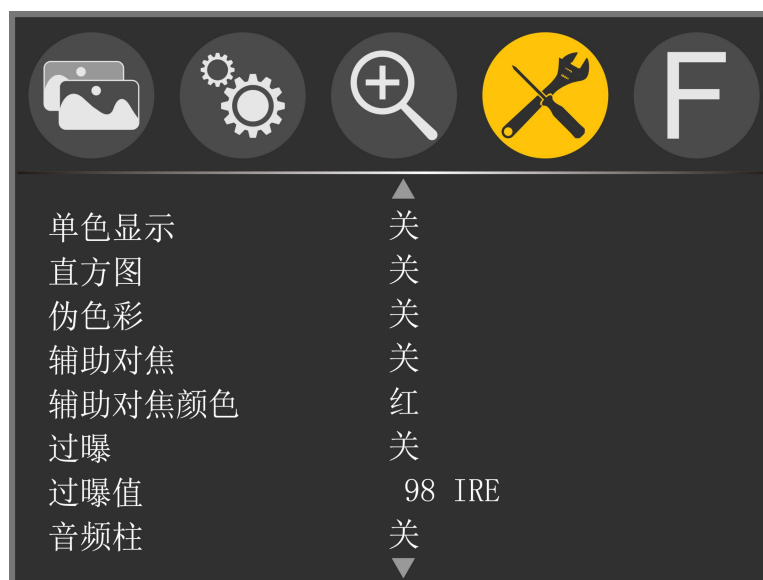 F
单色显示 关
直方图 关
伪色彩 关
辅助对焦 关
辅助对焦颜色 红
过曝 关
过曝值 98 IRE
音频柱 关